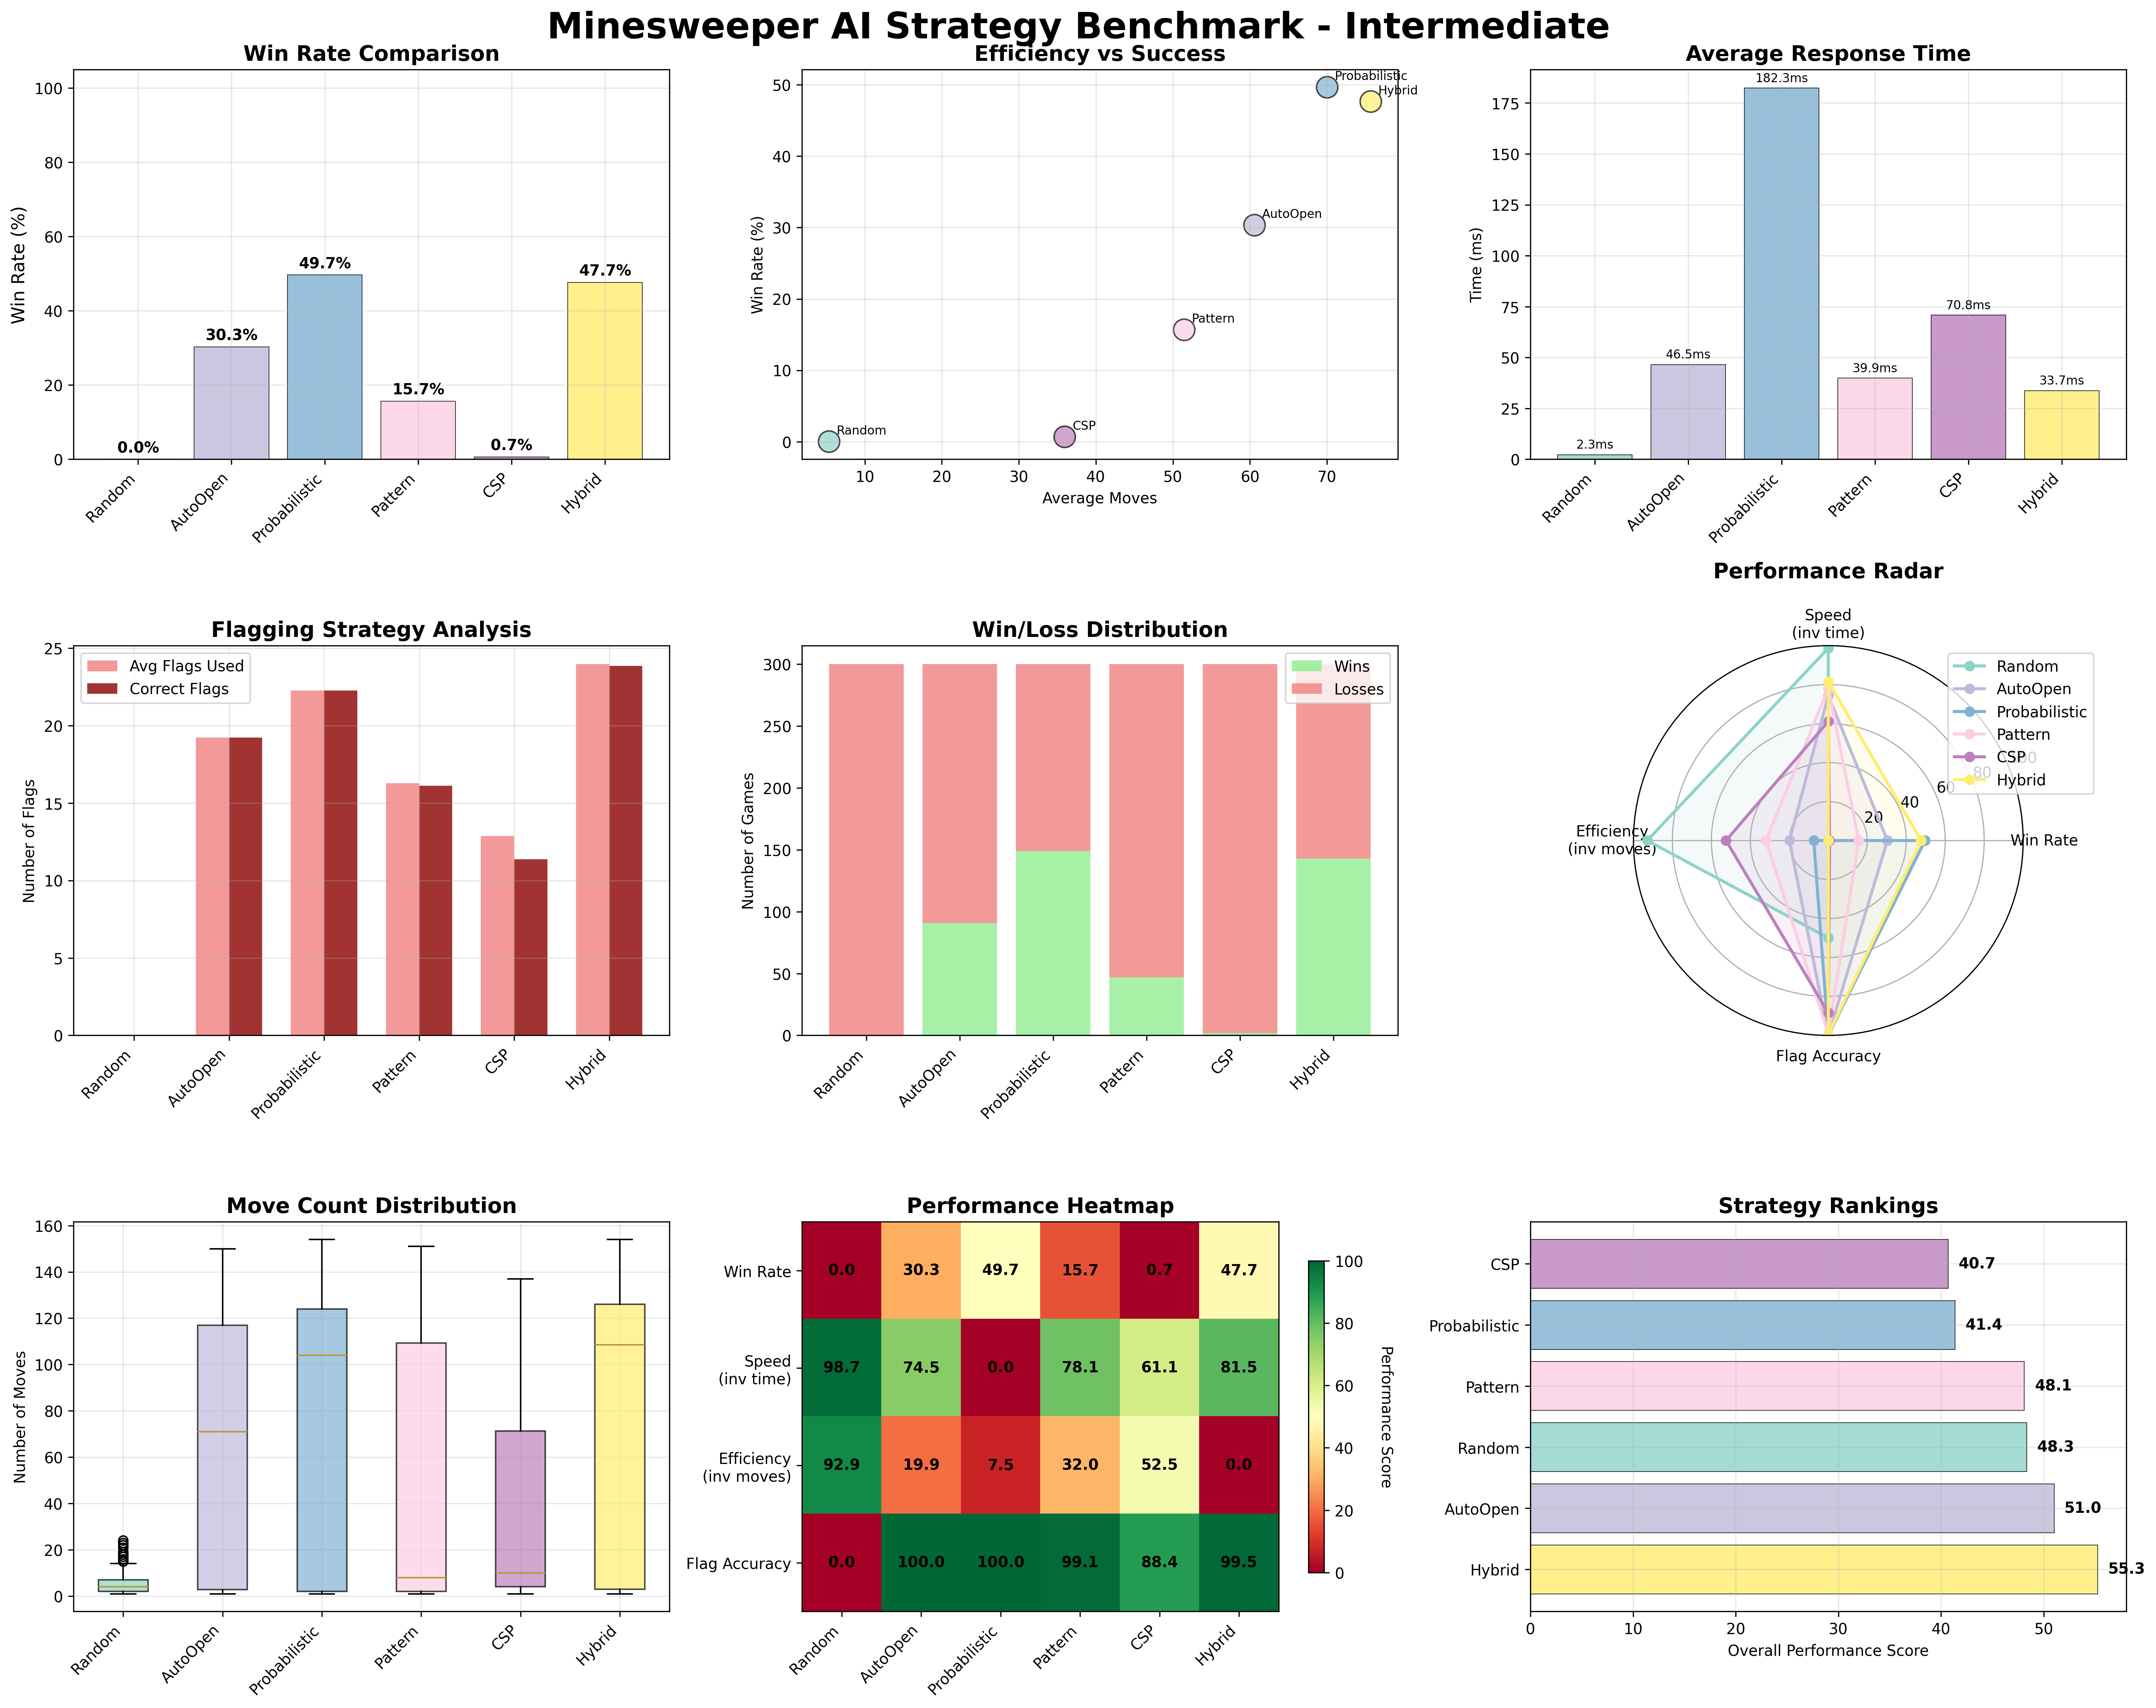 Minesweeper AI Strategy Benchmark - Intermediate
Win Rate Comparison
Win Rate (%)
100
80
60
40
20
0
0.0%
30.3%
49.7%
15.7%
0.7%
47.7%
Random
AutoOpen
Probabilistic
Pattern
CSP
Hybrid
Efficiency vs Success
Win Rate (%)
50
40
30
20
10
0
Probabilistic
Hybrid
AutoOpen
Pattern
CSP
Random
10
20
30
40
50
60
70
Average Moves
Average Response Time
Time (ms)
175
150
125
100
75
50
25
0
2.3ms
46.5ms
182.3ms
39.9ms
70.8ms
33.7ms
Random
AutoOpen
Probabilistic
Pattern
CSP
Hybrid
Flagging Strategy Analysis
Number of Flags
25
20
15
10
5
0
Avg Flags Used
Correct Flags
Random
AutoOpen
Probabilistic
Pattern
CSP
Hybrid
Win/Loss Distribution
Number of Games
300
250
200
150
100
50
0
Wins
Losses
Random
AutoOpen
Probabilistic
Pattern
CSP
Hybrid
Performance Radar
Speed
(inv time)
Efficiency
(inv moves)
Win Rate
Flag Accuracy
20
40
60
80
Random
AutoOpen
Probabilistic
Pattern
CSP
Hybrid
Move Count Distribution
Number of Moves
160
140
120
100
80
60
40
20
0
Random
AutoOpen
Probabilistic
Pattern
CSP
Hybrid
Performance Heatmap
Win Rate
0.0 30.3 49.7 15.7 0.7 47.7
Speed
(inv time)
98.7 74.5 0.0 78.1 61.1 81.5
Efficiency
(inv moves)
92.9 19.9 7.5 32.0 52.5 0.0
Flag Accuracy
0.0 100.0 100.0 99.1 88.4 99.5
Random
AutoOpen
Probabilistic
Pattern
CSP
Hybrid
100
80
60
40
20
0
Performance Score
Strategy Rankings
CSP 40.7
Probabilistic 41.4
Pattern 48.1
Random 48.3
AutoOpen 51.0
Hybrid 55.3
0
10
20
30
40
50
Overall Performance Score